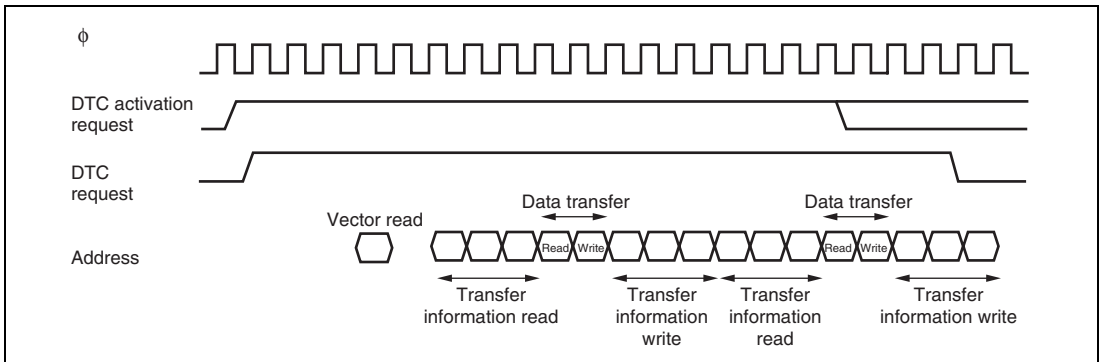 ϕ
DTC activation
request
DTC
request
Data transfer
Data transfer
Vector read
Address
Read Write
Read Write
Transfer
information read
Transfer
information
write
Transfer
information
read
Transfer
information write